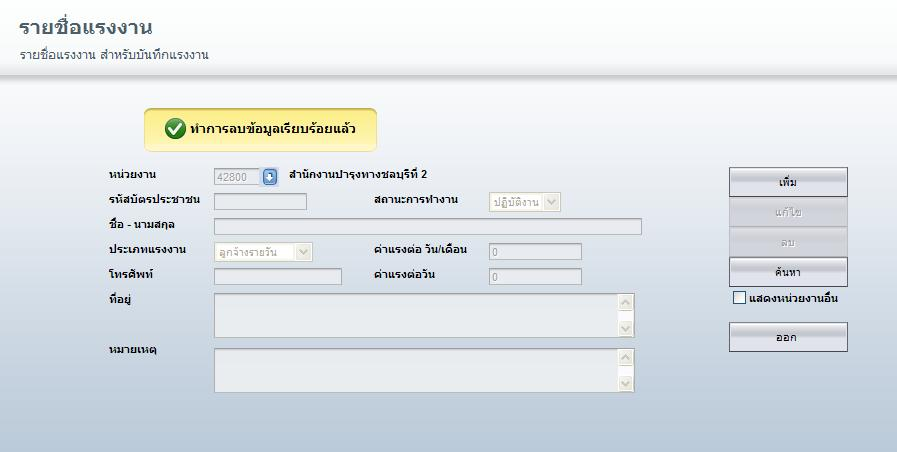 รายชื่อแรงงาน
รายชื่อแรงงาน สำหรับบันทึกแรงงาน
ทำการลบข้อมูลเรียบร้อยแล้ว
หน่วยงาน 42800 สำนักงานบำรุงทางชลบุรีที่ 2
รหัสบัตรประชาชน สถานะการทำงาน ปฏิบัติงาน
ชื่อ - นามสกุล
ประเภทแรงงาน ลูกจ้างรายวัน ค่าแรงต่อ วัน/เดือน 0
โทรศัพท์ ค่าแรงต่อวัน 0
ที่อยู่
หมายเหตุ
เพิ่ม
แก้ไข
ลบ
ค้นหา
แสดงหน่วยงานอื่น
ออก